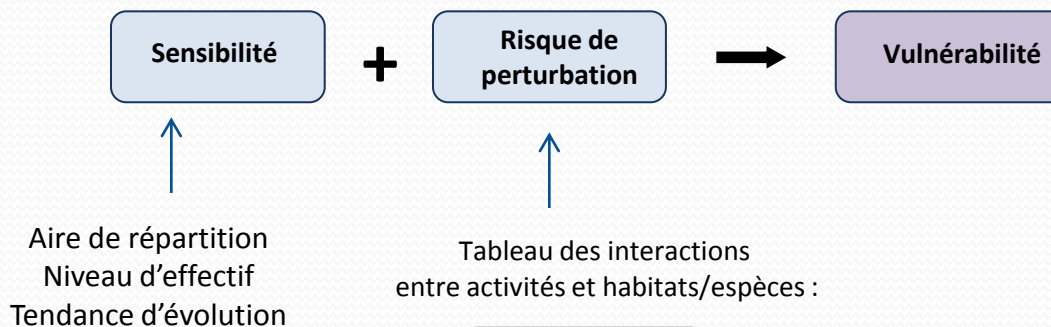 Sensibilité + Risque de perturbation Vulnérabilité
Aire de répartition
Niveau d'effectif
Tendance d'évolution
Tableau des interactions
entre activités et habitats/espèces :